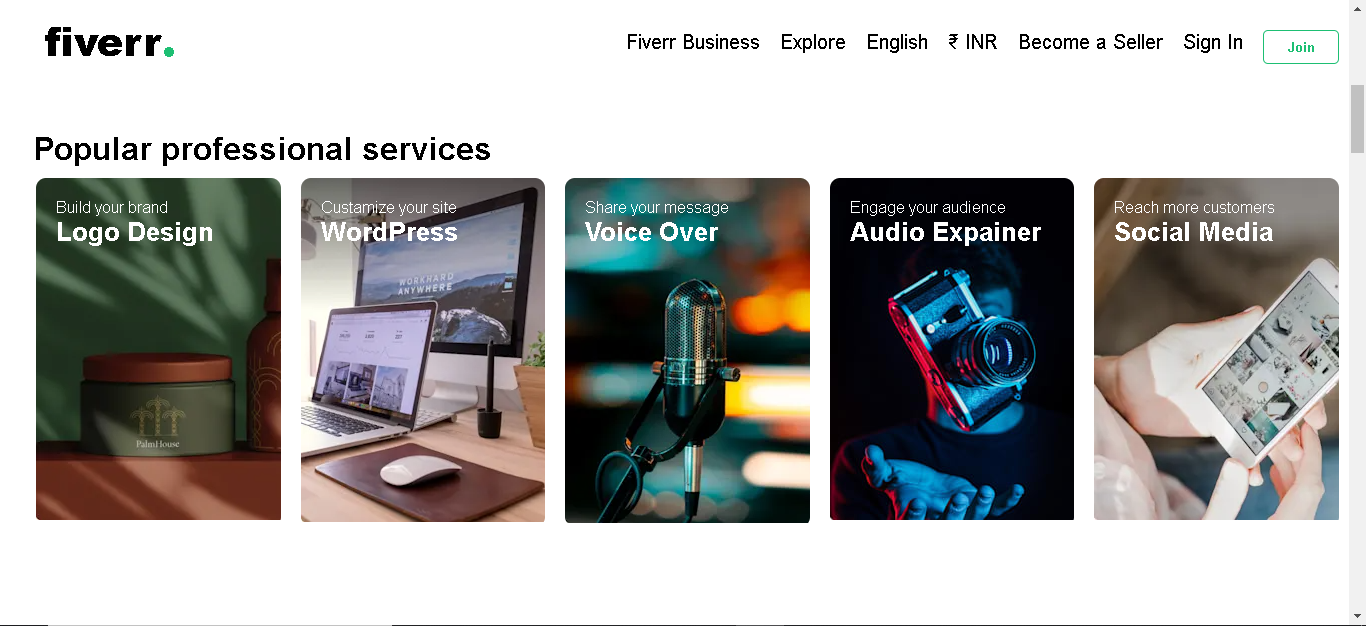 fiverr.
Fiverr Business Explore English ₹ INR Become a Seller Sign In Join
Popular professional services
Build your brand
Logo Design
PalmHouse
Custamize your site
WordPress
WORKHARD
ANYWHERE
Share your message
Voice Over
Engage your audience
Audio Expainer
Reach more customers
Social Media